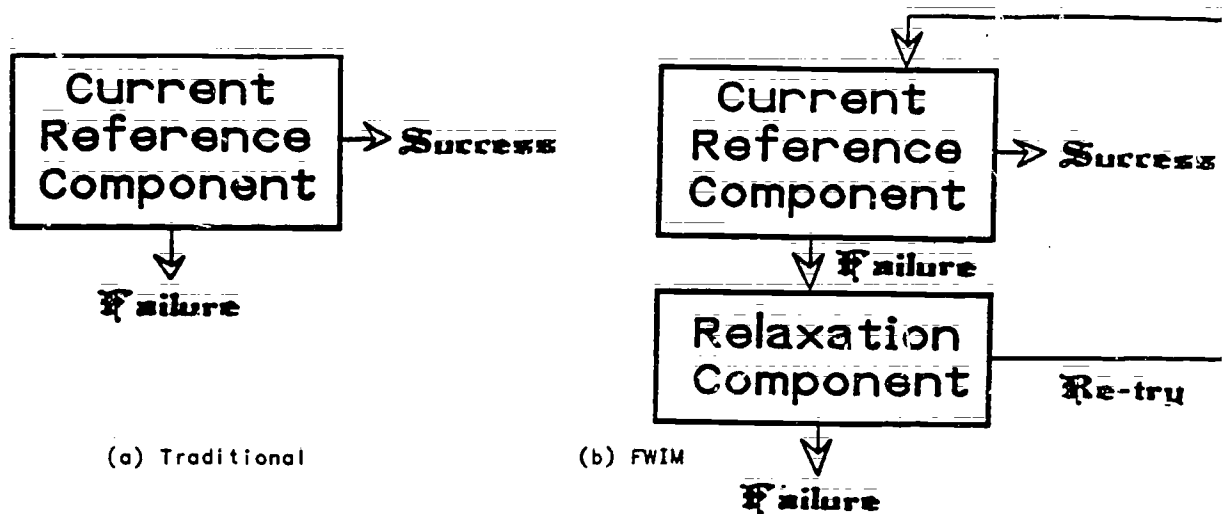 Current
Reference
Component
Success
Failure
(a) Traditional
Current
Reference
Component
Success
Failure
Relaxation
Component
Re-try
Failure
(b) FWIM